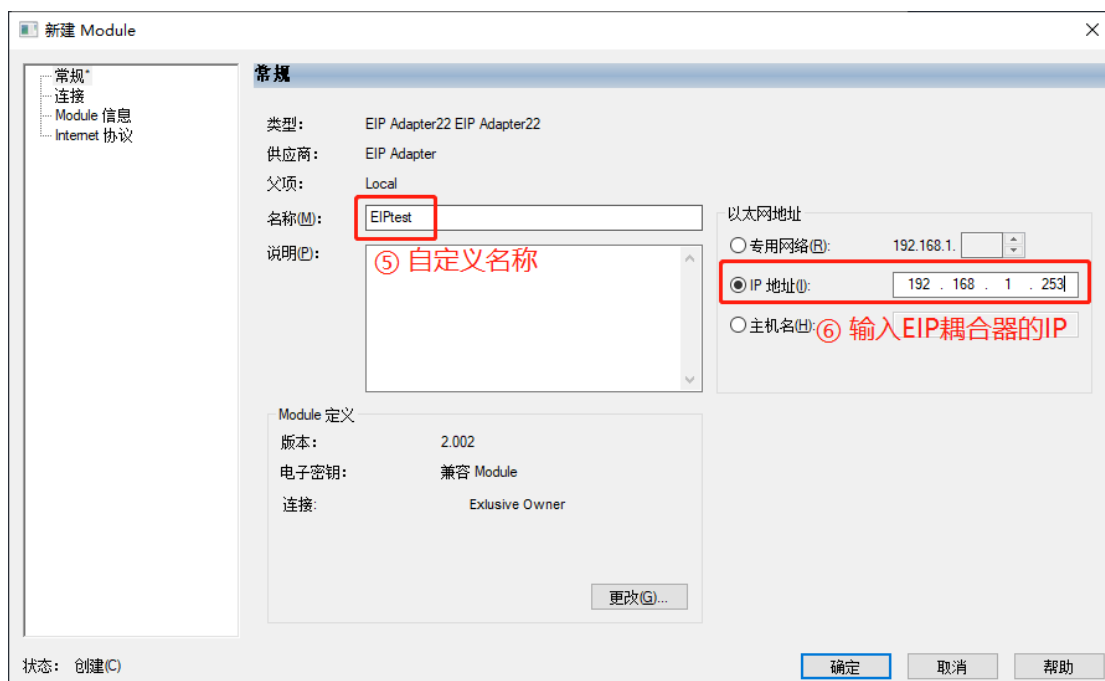 新建 Module
常规*
连接
Module 信息
Internet 协议
常规
类型: EIP Adapter22 EIP Adapter22
供应商: EIP Adapter
父项: Local
名称(M): EIPtest
说明(P):
⑤ 自定义名称
以太网地址
专用网络(R): 192.168.1.
IP 地址(I): 192 . 168 . 1 . 253
主机名(H):
⑥ 输入EIP耦合器的IP
Module 定义
版本: 2.002
电子密钥: 兼容 Module
连接: Exlusive Owner
更改(G)...
状态: 创建(C)
确定 取消 帮助